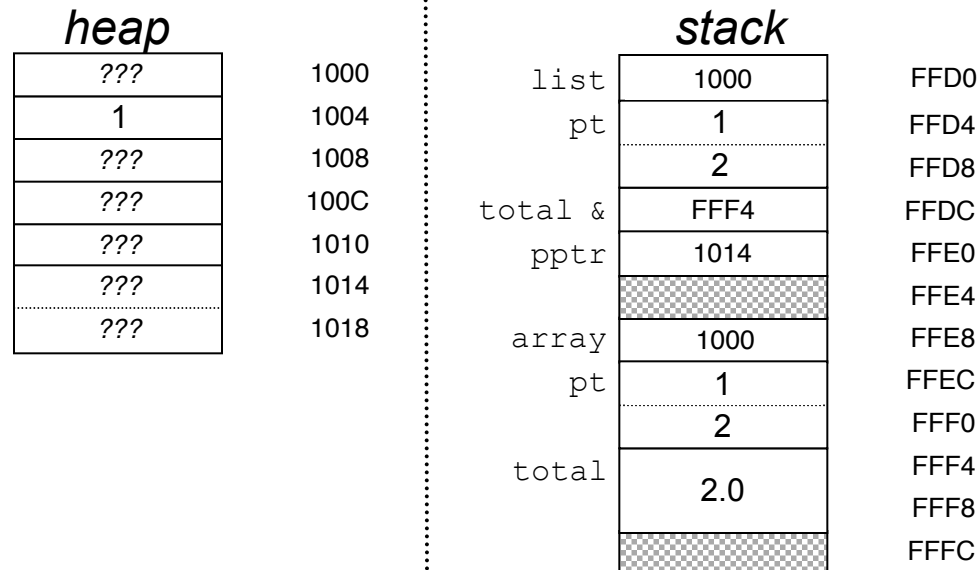 heap
??? 1000
1 1004
??? 1008
??? 100C
??? 1010
??? 1014
??? 1018
stack
list 1000 FFD0
pt 1 FFD4
2 FFD8
total & FFF4 FFDC
pptr 1014 FFE0
FFE4
array 1000 FFE8
pt 1 FFEC
2 FFF0
total 2.0 FFF4
FFF8
FFFC